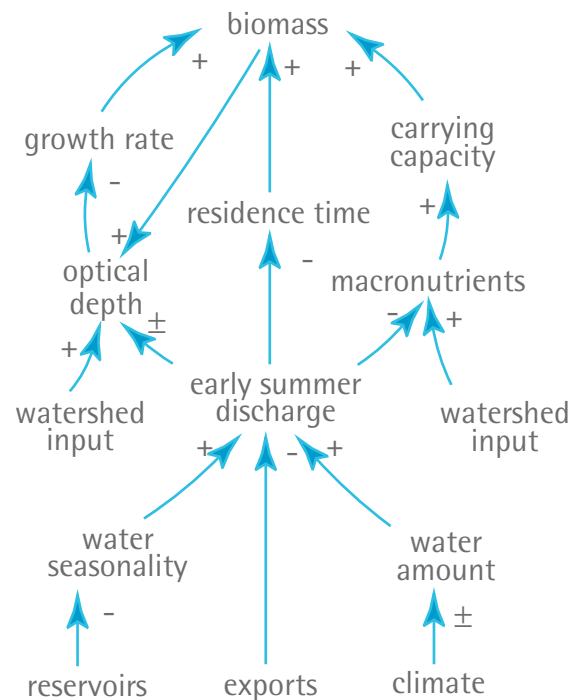 biomass
+
+
+
growth rate
carrying
capacity
-
+
residence time
+
optical
depth
-
macronutrients
±
-
+
+
early summer
discharge
watershed
input
watershed
input
+
-
+
water
seasonality
water
amount
-
±
reservoirs
exports
climate